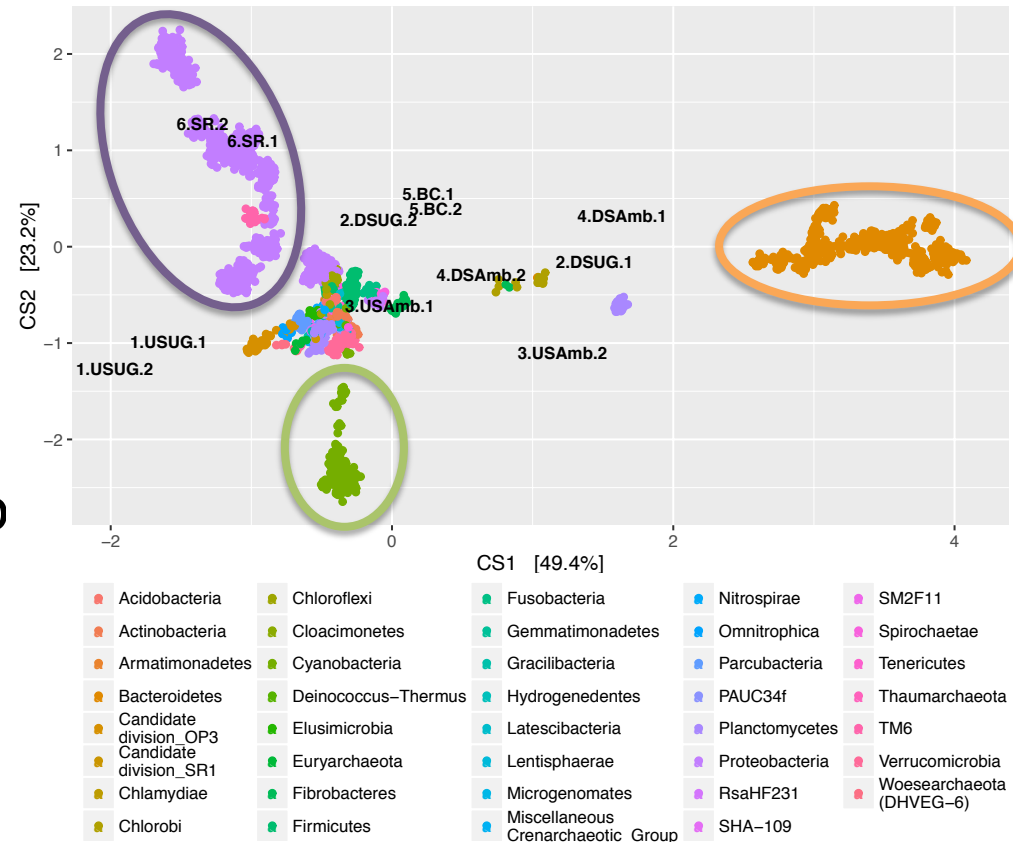 2
6.SR.2
6.SR.1
1
5.BC.1
5.BC.2
2.DSUG.2
4.DSAmb.1
0
2.DSUG.1
4.DSAmb.2
3.USAmb.1
−1
1.USUG.1
3.USAmb.2
1.USUG.2
−2
CS2 [23.2%]
−2
0
2
4
CS1 [49.4%]
Acidobacteria
Actinobacteria
Armatimonadetes
Bacteroidetes
Candidate
division_OP3
Candidate
division_SR1
Chlamydiae
Chlorobi
Chloroflexi
Cloacimonetes
Cyanobacteria
Deinococcus−Thermus
Elusimicrobia
Euryarchaeota
Fibrobacteres
Firmicutes
Fusobacteria
Gemmatimonadetes
Gracilibacteria
Hydrogenedentes
Latescibacteria
Lentisphaerae
Microgenomates
Miscellaneous
Crenarchaeotic_Group
Nitrospirae
Omnitrophica
Parcubacteria
PAUC34f
Planctomycetes
Proteobacteria
RsaHF231
SHA−109
SM2F11
Spirochaetae
Tenericutes
Thaumarchaeota
TM6
Verrucomicrobia
Woesearchaeota
(DHVEG−6)